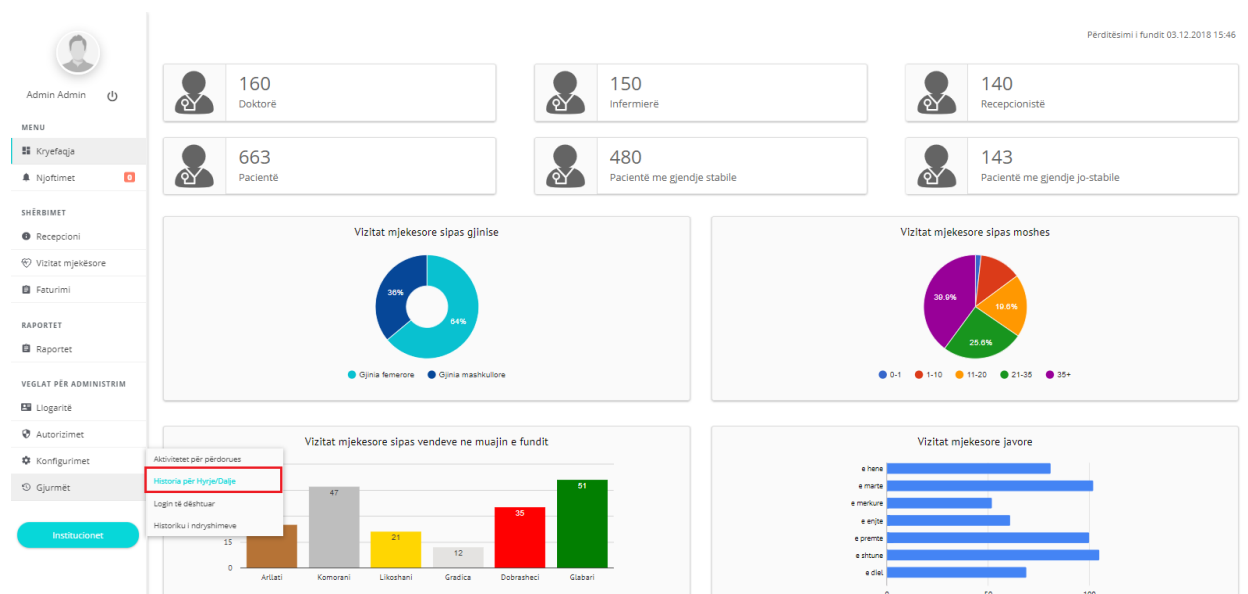 Përditësimi i fundit 03.12.2018 15:46
Admin Admin
MENU
Kryefaqja
Njoftimet 0
SHËRBIMET
Recepcioni
Vizitat mjekësore
Faturimi
RAPORTET
Raportet
VEGLAT PËR ADMINISTRIM
Llogaritë
Autorizimet
Konfigurimet
Gjurmët
Institucionet
Aktivitetet për përdorues
Historia për Hyrje/Dalje
Login të dështuar
Historiku i ndryshimeve
160
Doktorë
150
Infermierë
140
Recepcionistë
663
Pacientë
480
Pacientë me gjendje stabile
143
Pacientë me gjendje jo-stabile
Vizitat mjekesore sipas gjinise
36%
64%
Gjinia femerore Gjinia mashkullore
Vizitat mjekesore sipas moshes
39.9%
19.6%
25.6%
0-1 1-10 11-20 21-35 35+
Vizitat mjekesore sipas vendeve ne muajin e fundit
47
21
12
35
51
15
0
Arllati Komorani Likoshani Gradica Dobrasheci Glabari
Vizitat mjekesore javore
e hene
e marte
e merkure
e enjte
e premte
e shtune
e diel
0 50 100